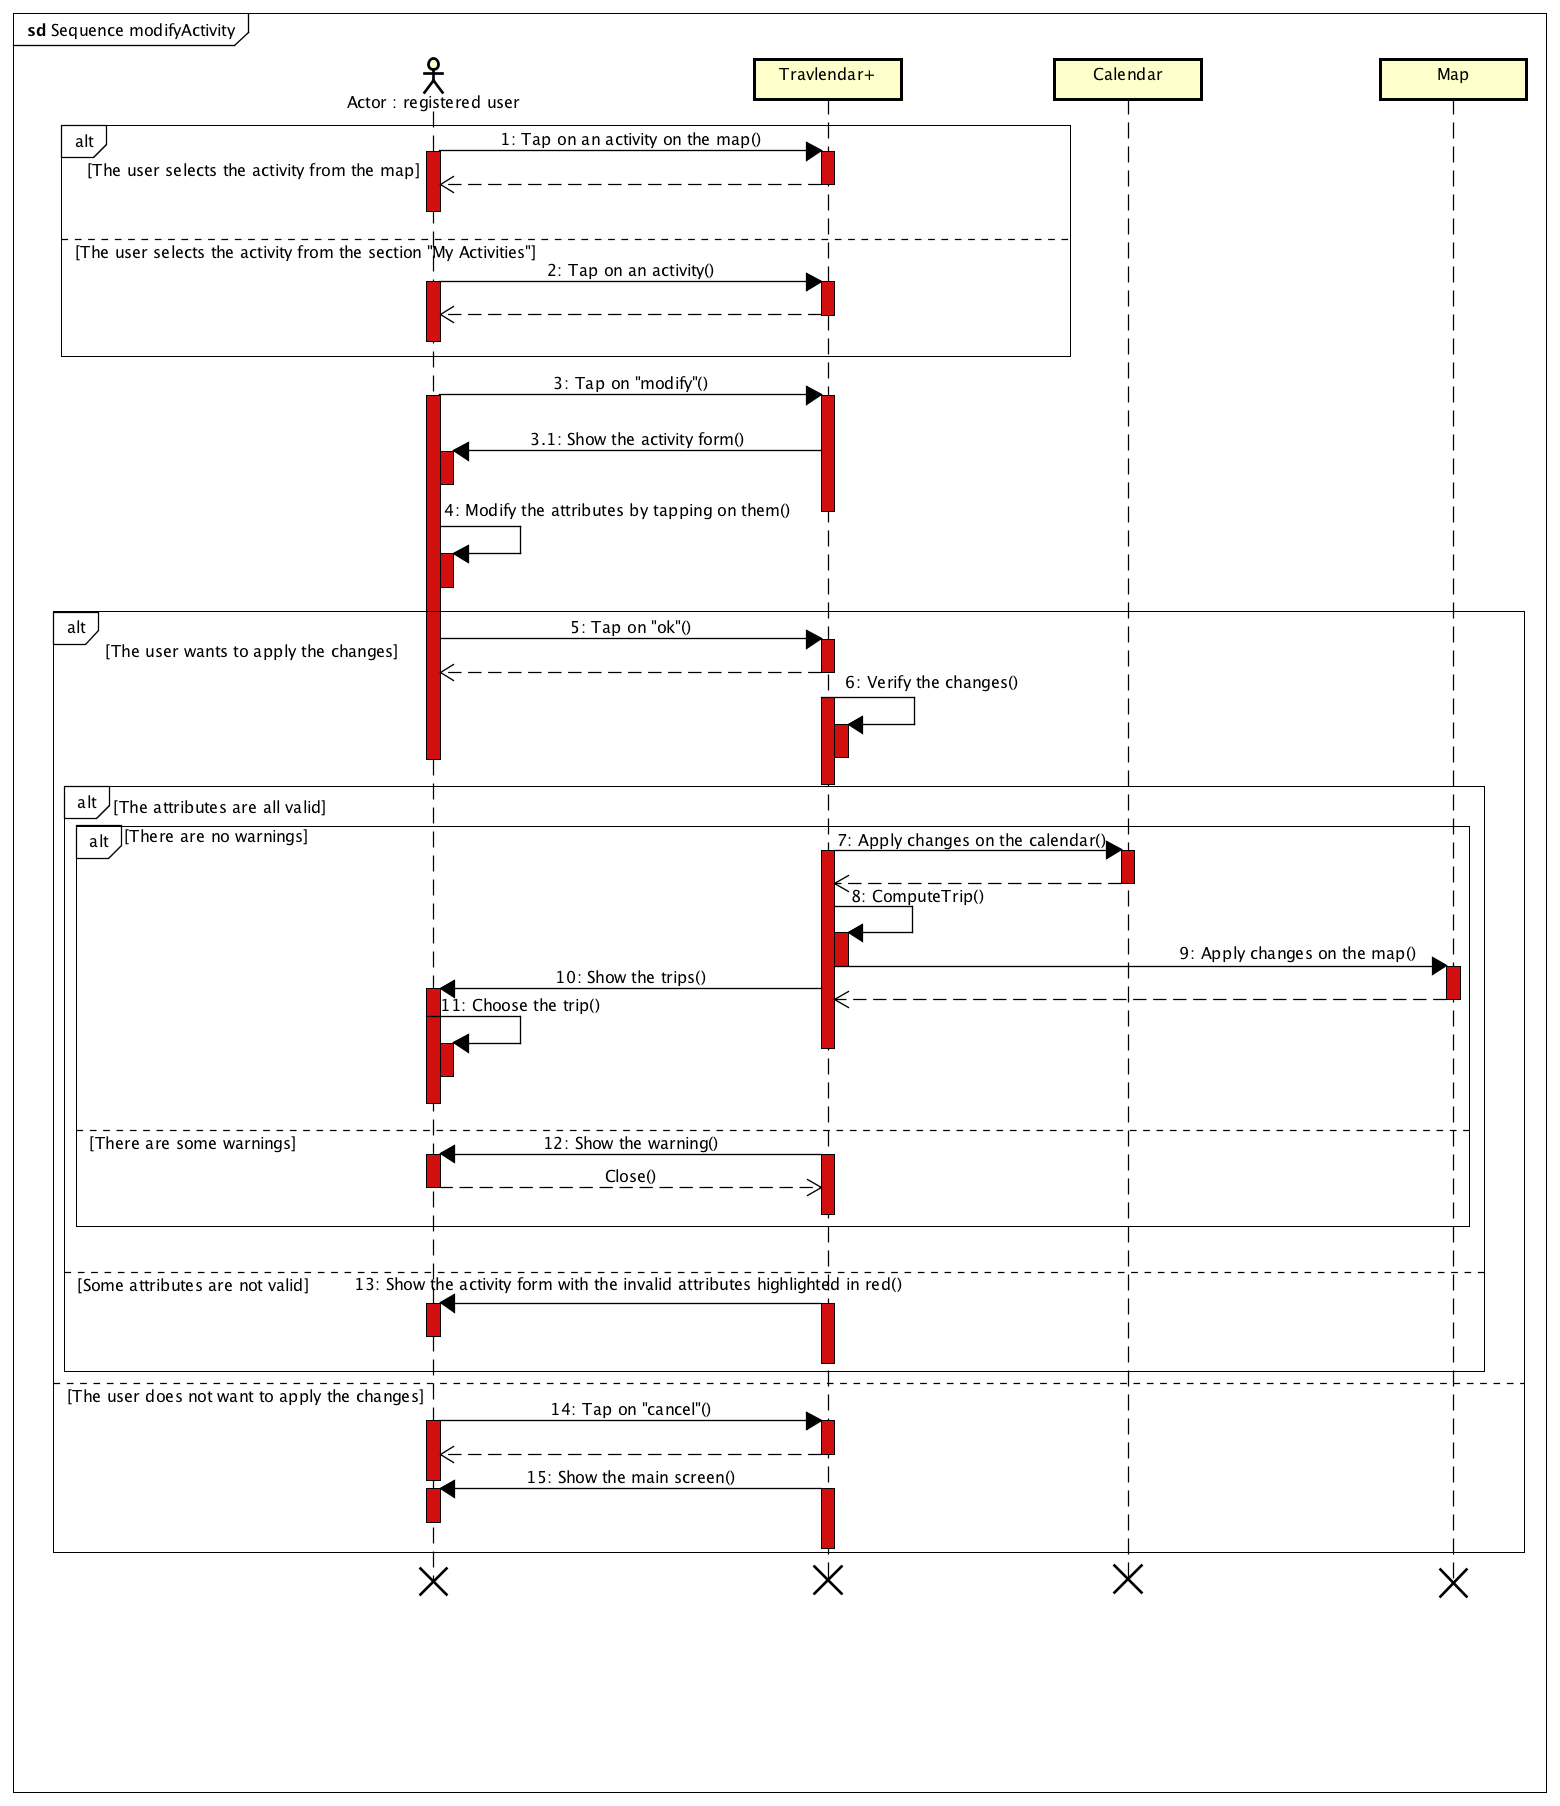 sd Sequence modifyActivity
Actor : registered user
Travlendar+
Calendar
Map
alt
1: Tap on an activity on the map()
[The user selects the activity from the map]
[The user selects the activity from the section "My Activities"]
2: Tap on an activity()
3: Tap on "modify"()
3.1: Show the activity form()
4: Modify the attributes by tapping on them()
alt
5: Tap on "ok"()
[The user wants to apply the changes]
6: Verify the changes()
alt
[The attributes are all valid]
alt
[There are no warnings]
7: Apply changes on the calendar()
8: ComputeTrip()
9: Apply changes on the map()
10: Show the trips()
11: Choose the trip()
[There are some warnings]
12: Show the warning()
Close()
[Some attributes are not valid]
13: Show the activity form with the invalid attributes highlighted in red()
[The user does not want to apply the changes]
14: Tap on "cancel"()
15: Show the main screen()